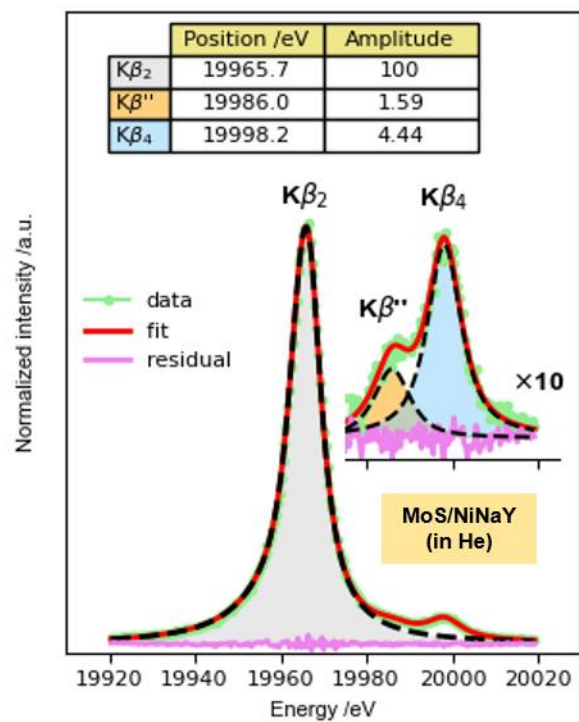 Position /eV Amplitude
Kβ₂ 19965.7 100
Kβ'' 19986.0 1.59
Kβ₄ 19998.2 4.44
Kβ₂
Kβ₄
Kβ''
data
fit
residual
×10
MoS/NiNaY
(in He)
Normalized intensity /a.u.
19920 19940 19960 19980 20000 20020
Energy /eV